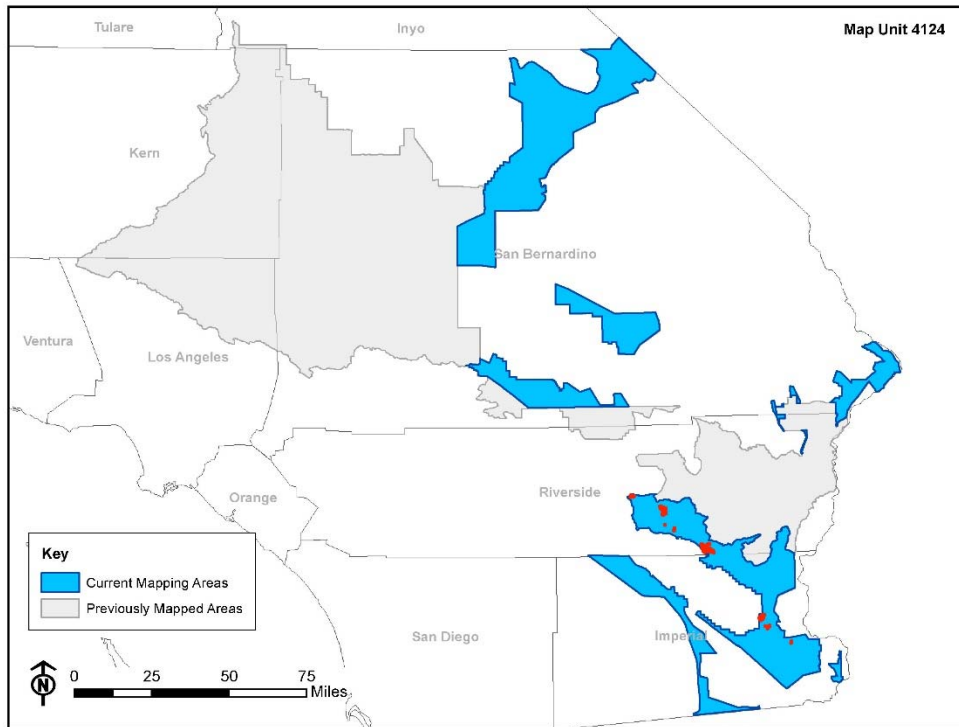 Tulare
Inyo
Map Unit 4124
Kern
San Bernardino
Ventura
Los Angeles
Orange
Riverside
Key
Current Mapping Areas
Previously Mapped Areas
San Diego
Imperial
N
0 25 50 75
Miles